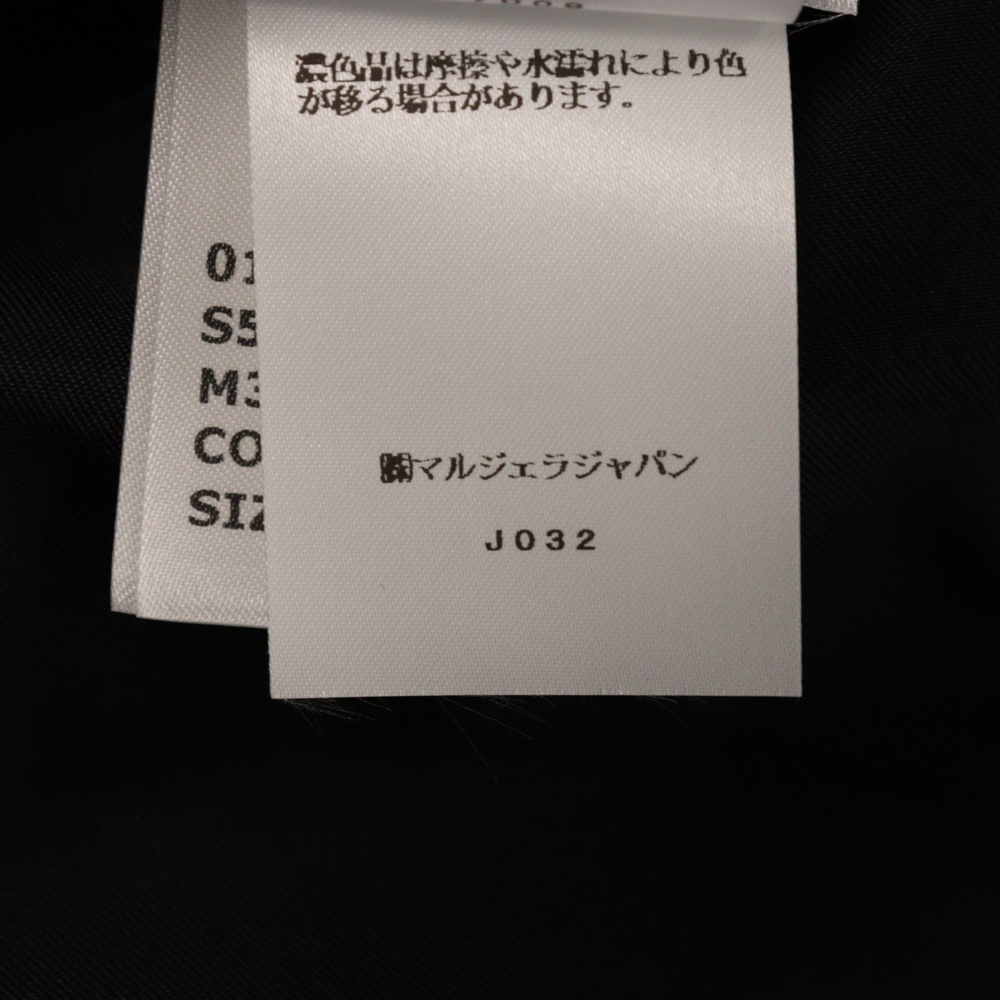 濃色品は摩擦や水濡れにより色
が移る場合があります。
㈱マルジェラジャパン
J032
01
S5
M3
CO
SIZ